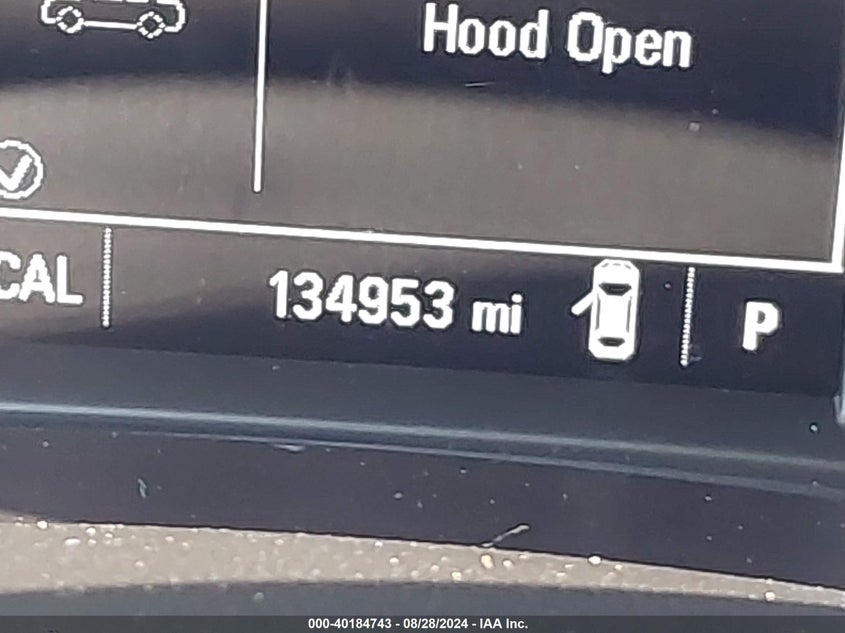 Hood Open
CAL
134953 mi
P
000-40184743 - 08/28/2024 - IAA Inc.